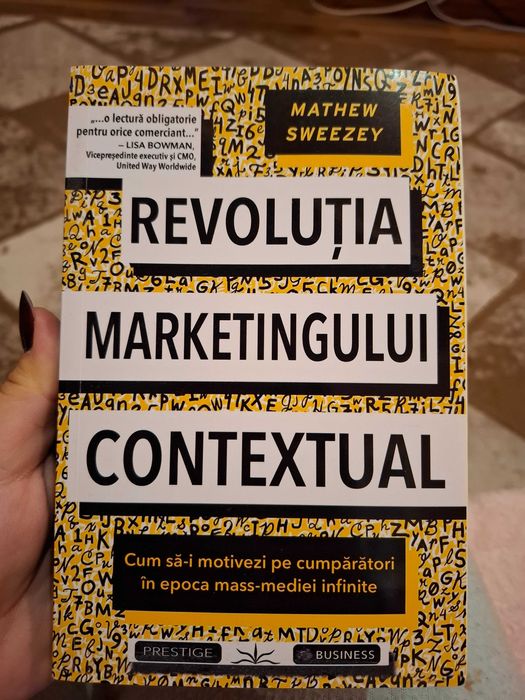 MATHEW
SWEEZEY
„...o lectură obligatorie
pentru orice comerciant...”
– LISA BOWMAN,
Vicepreședinte executiv și CMO,
United Way Worldwide
REVOLUȚIA
MARKETINGULUI
CONTEXTUAL
Cum să-i motivezi pe cumpărători
în epoca mass-mediei infinite
PRESTIGE
BUSINESS